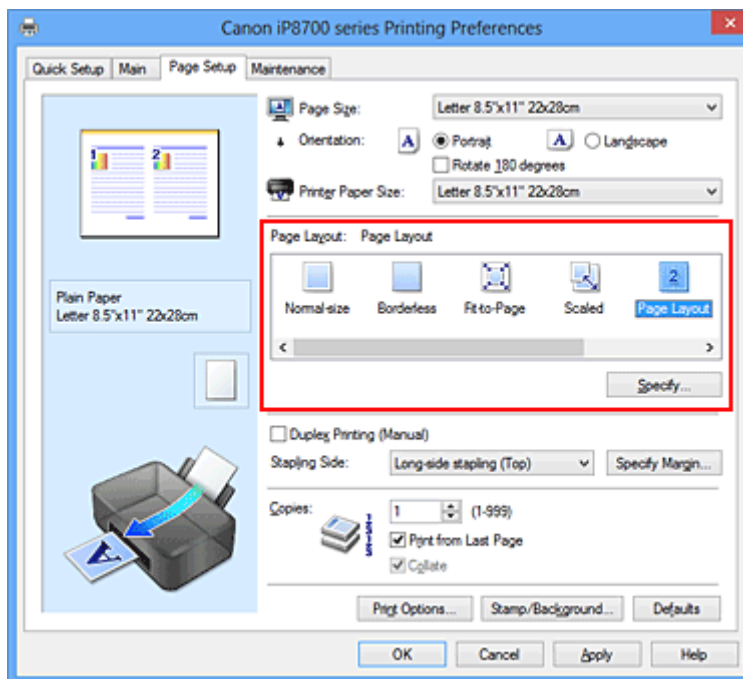 Canon iP8700 series Printing Preferences
Quick Setup Main Page Setup Maintenance
Page Size: Letter 8.5"x11" 22x28cm
Orientation: A Portrait A Landscape
Rotate 180 degrees
Printer Paper Size: Letter 8.5"x11" 22x28cm
1 2
Page Layout: Page Layout
2
Normal-size Borderless Fit-to-Page Scaled Page Layout
Plain Paper
Letter 8.5"x11" 22x28cm
Specify...
Duplex Printing (Manual)
Stapling Side: Long-side stapling (Top) Specify Margin...
Copies: 1 (1-999)
Print from Last Page
Collate
A
Print Options... Stamp/Background... Defaults
OK Cancel Apply Help